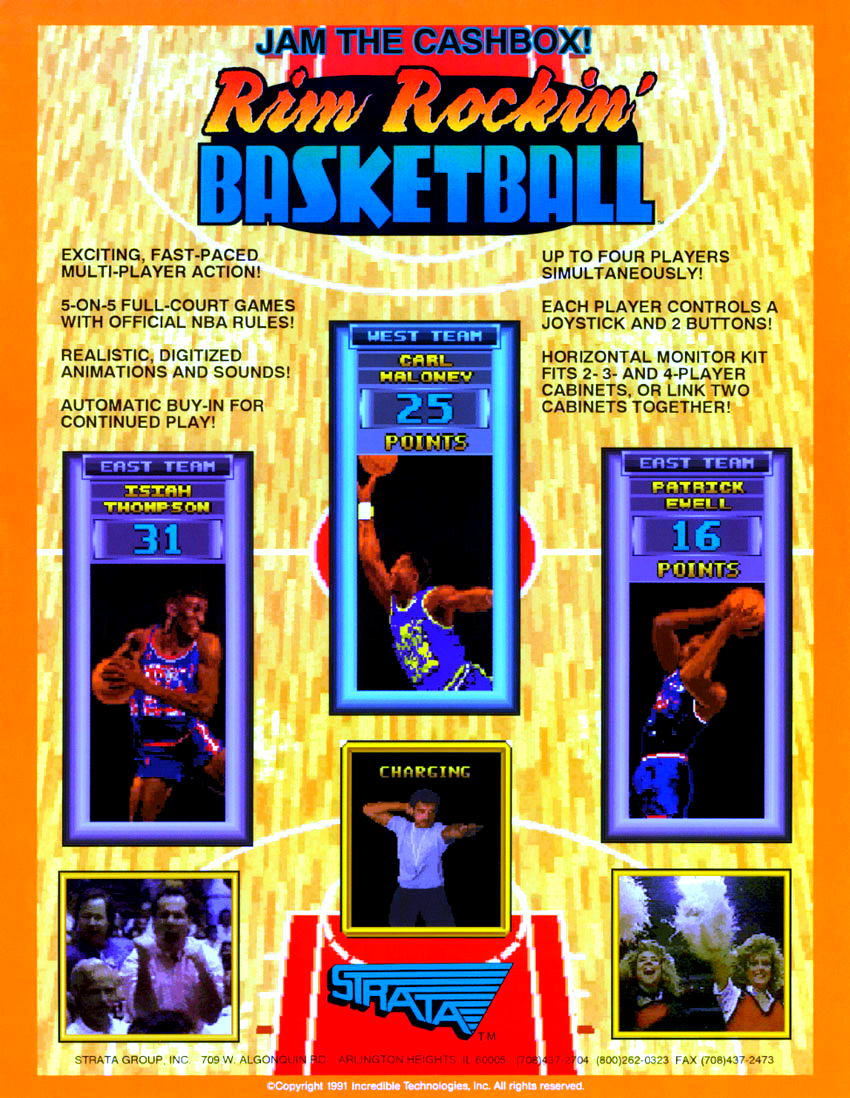 JAM THE CASHBOX!
Rim Rockin'
BASKETBALL
EXCITING, FAST-PACED
MULTI-PLAYER ACTION!
5-ON-5 FULL-COURT GAMES
WITH OFFICIAL NBA RULES!
REALISTIC, DIGITIZED
ANIMATIONS AND SOUNDS!
AUTOMATIC BUY-IN FOR
CONTINUED PLAY!
UP TO FOUR PLAYERS
SIMULTANEOUSLY!
EACH PLAYER CONTROLS A
JOYSTICK AND 2 BUTTONS!
HORIZONTAL MONITOR KIT
FITS 2- 3- AND 4-PLAYER
CABINETS, OR LINK TWO
CABINETS TOGETHER!
WEST TEAM
CARL
MALONEY
25
POINTS
EAST TEAM
ISIAH
THOMPSON
31
EAST TEAM
PATRICK
EWELL
16
POINTS
CHARGING
STRATA
TM
STRATA GROUP, INC. 709 W. ALGONQUIN RD. ARLINGTON HEIGHTS, IL 60005 (708)437-2704 (800)262-0323 FAX (708)437-2473
©Copyright 1991 Incredible Technologies, Inc. All rights reserved.